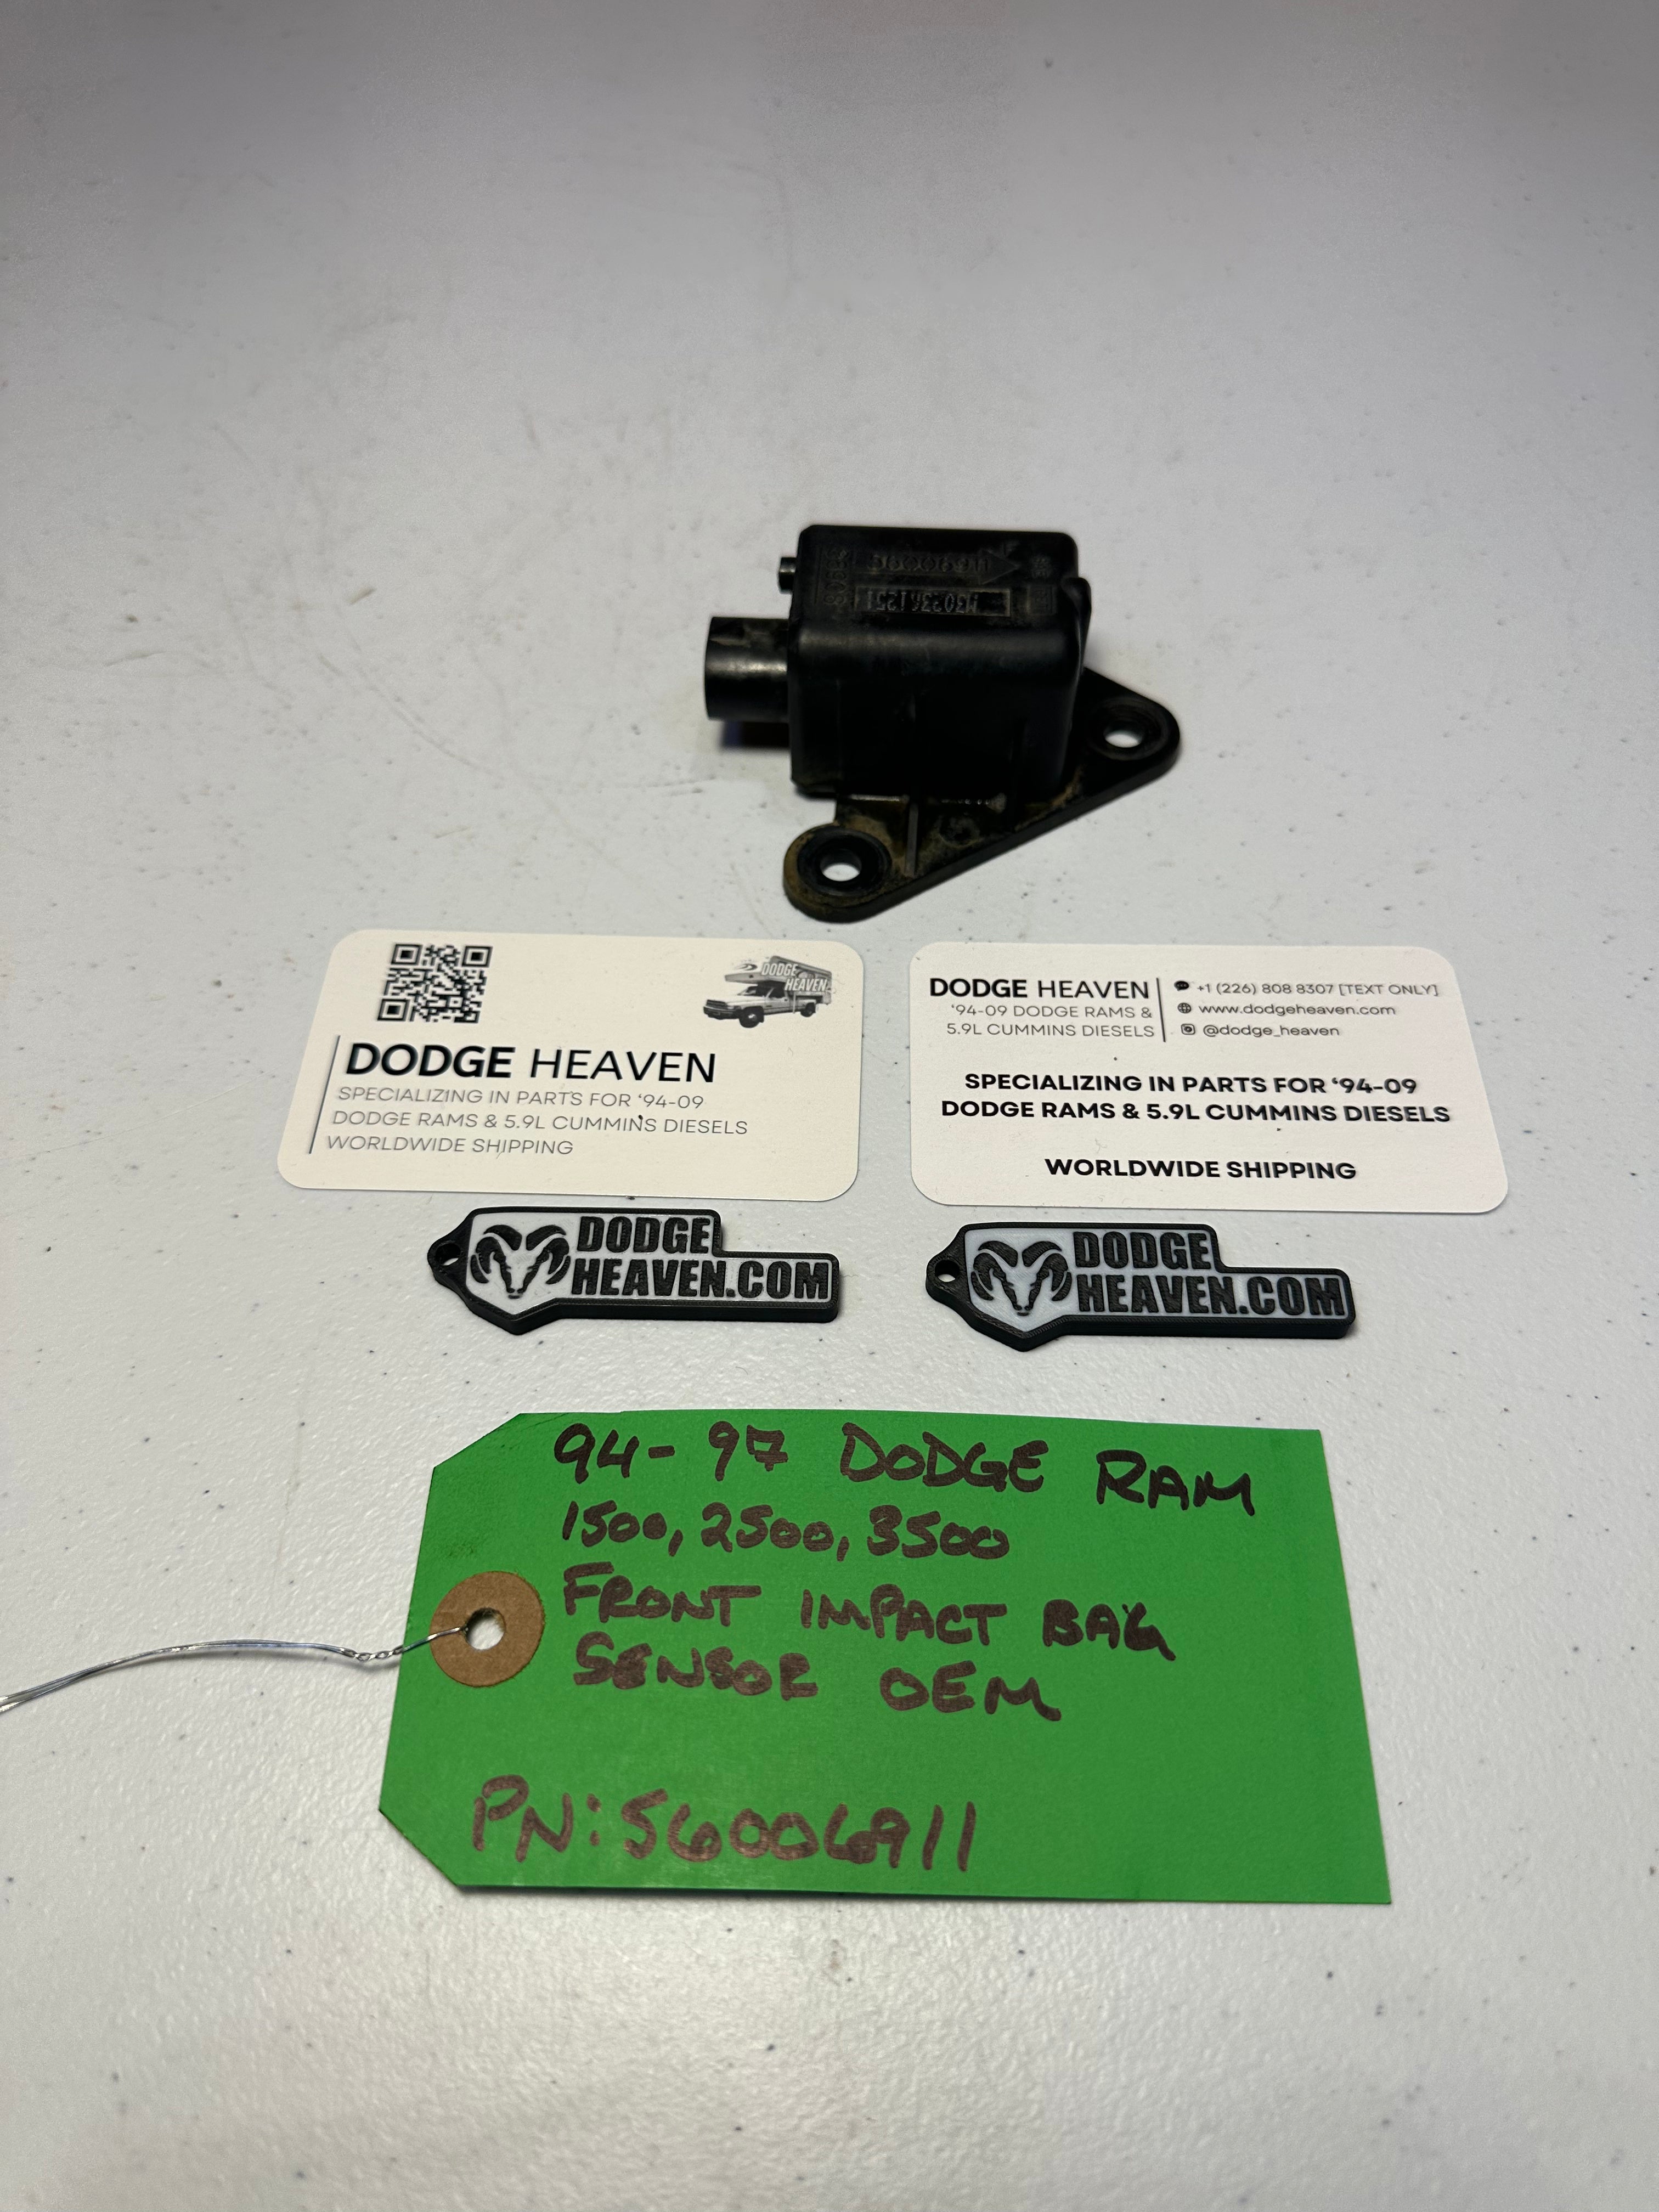 M3023A1251
DODGE
HEAVEN
DODGE HEAVEN
SPECIALIZING IN PARTS FOR ‘94-09
DODGE RAMS & 5.9L CUMMINS DIESELS
WORLDWIDE SHIPPING
DODGE HEAVEN
‘94-09 DODGE RAMS &
5.9L CUMMINS DIESELS
+1 (226) 808 8307 [TEXT ONLY]
www.dodgeheaven.com
@dodge_heaven
SPECIALIZING IN PARTS FOR ‘94-09
DODGE RAMS & 5.9L CUMMINS DIESELS
WORLDWIDE SHIPPING
DODGE
HEAVEN.COM
DODGE
HEAVEN.COM
94-97 DODGE RAM
1500, 2500, 3500
FRONT IMPACT BAG
SENSOR OEM
PN: 56006911